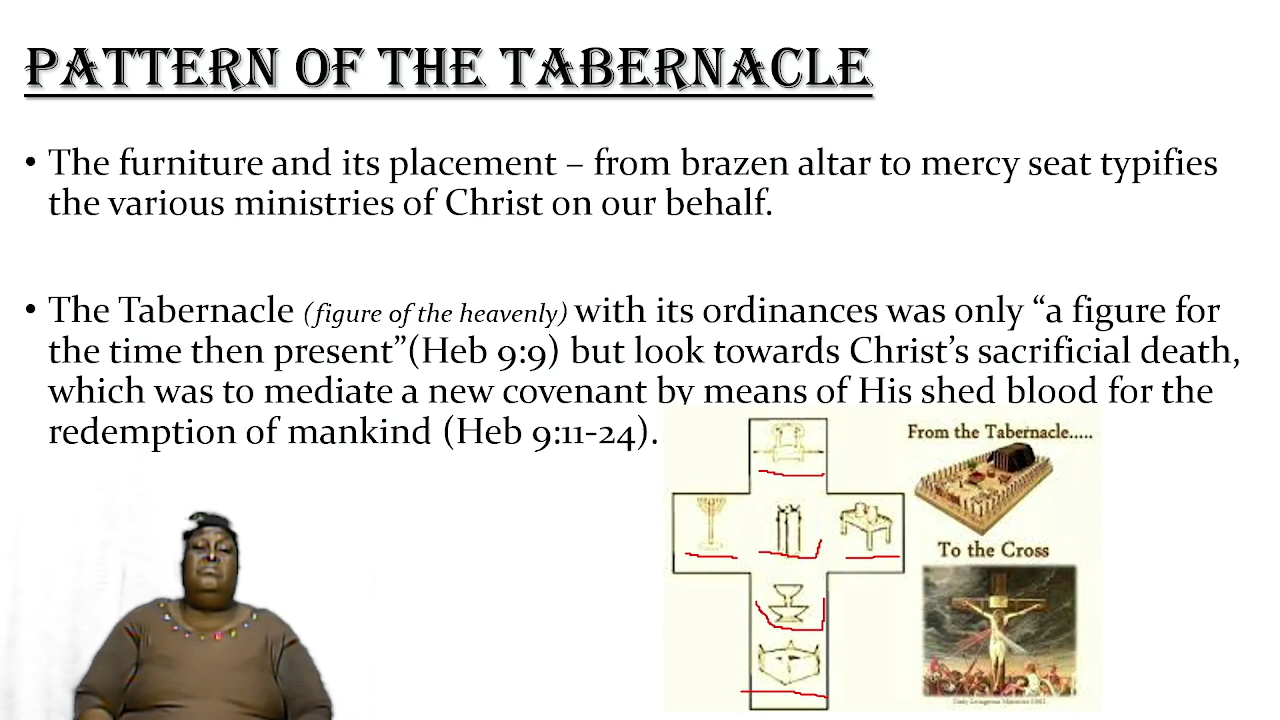 PATTERN OF THE TABERNACLE
• The furniture and its placement – from brazen altar to mercy seat typifies
the various ministries of Christ on our behalf.
• The Tabernacle (figure of the heavenly) with its ordinances was only “a figure for
the time then present”(Heb 9:9) but look towards Christ’s sacrificial death,
which was to mediate a new covenant by means of His shed blood for the
redemption of mankind (Heb 9:11-24).
From the Tabernacle.....
To the Cross